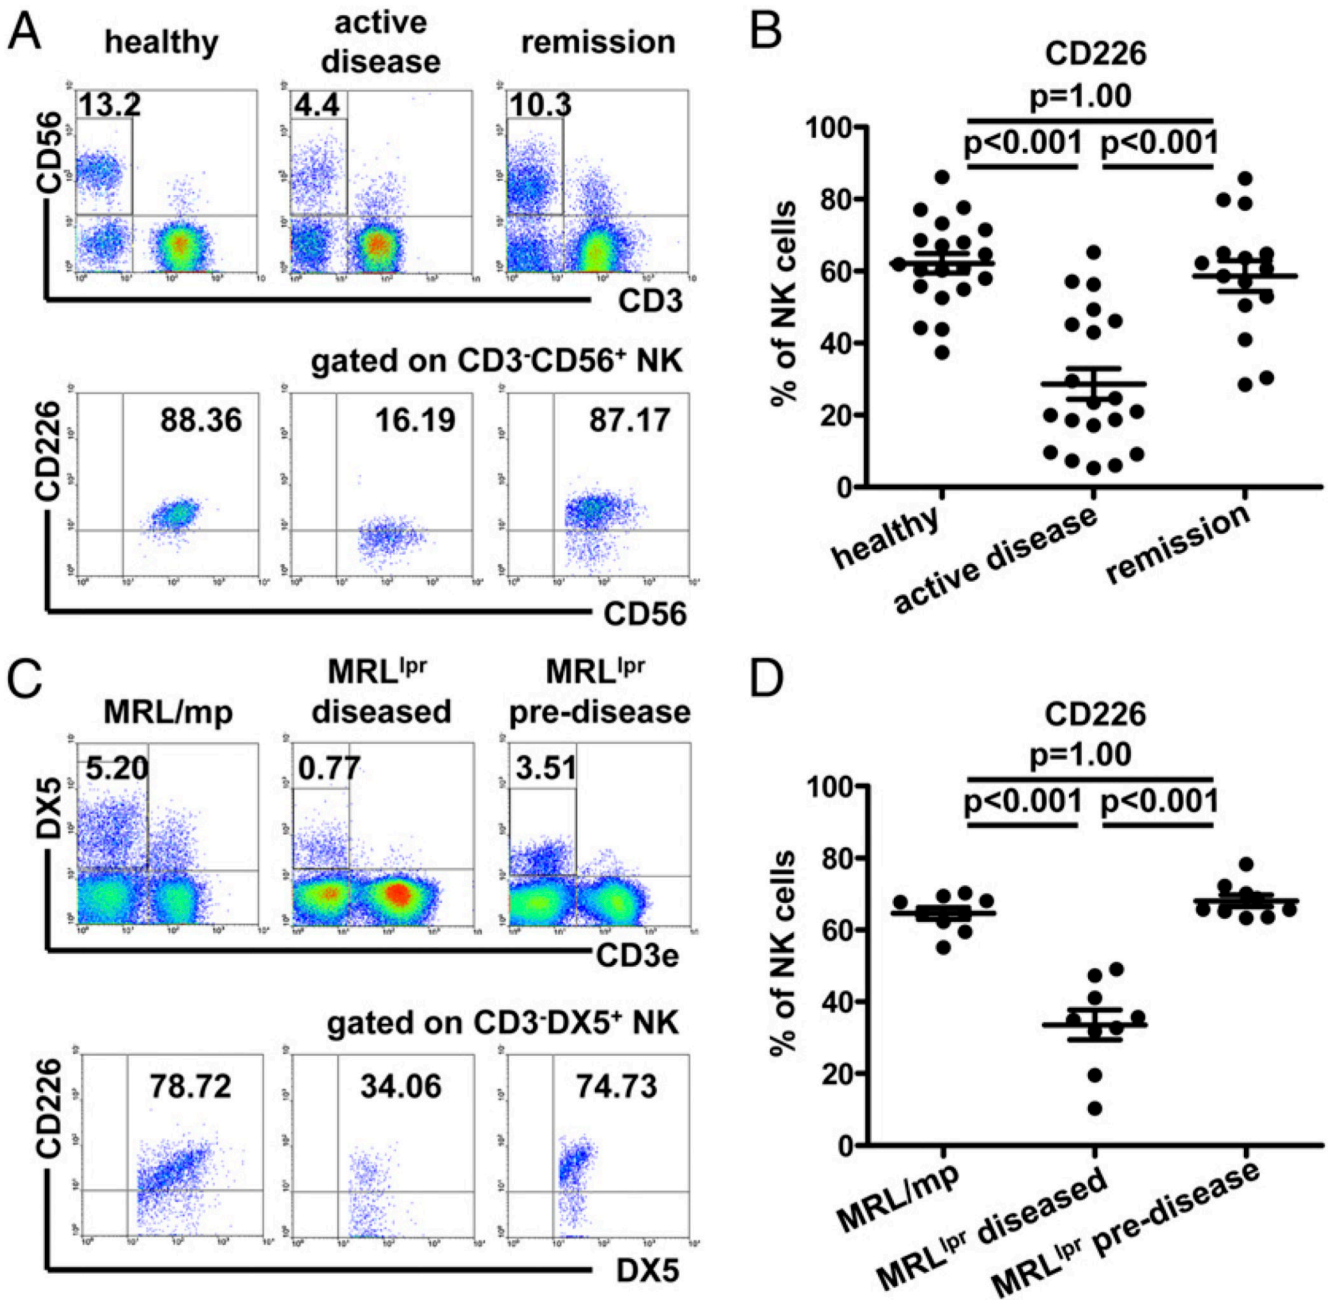 A
healthy
active
disease
remission
13.2
4.4
10.3
CD56
CD3
gated on CD3-CD56+ NK
88.36
16.19
87.17
CD226
CD56
B
CD226
p=1.00
p<0.001
p<0.001
100
80
60
40
20
0
% of NK cells
healthy
active disease
remission
C
MRL/mp
MRLlpr
diseased
MRLlpr
pre-disease
5.20
0.77
3.51
DX5
CD3e
gated on CD3-DX5+ NK
78.72
34.06
74.73
CD226
DX5
D
CD226
p=1.00
p<0.001
p<0.001
100
80
60
40
20
0
% of NK cells
MRL/mp
MRLlpr diseased
MRLlpr pre-disease